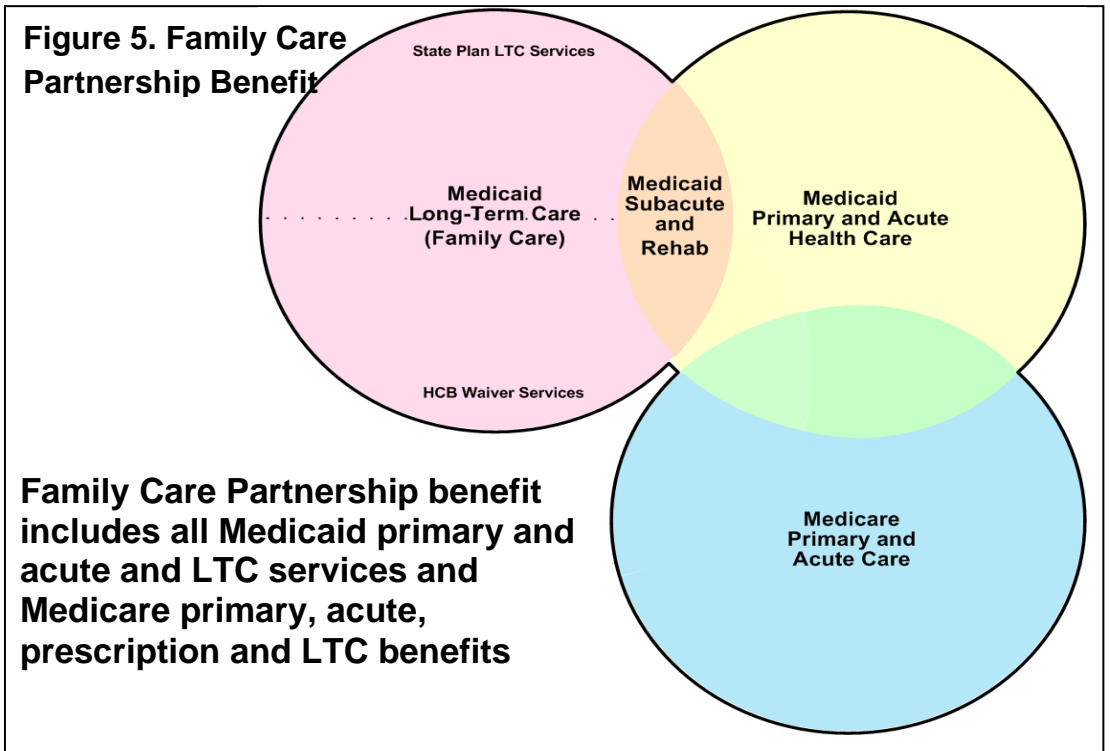 Figure 5. Family Care
Partnership Benefit
State Plan LTC Services
Medicaid
Long-Term Care
(Family Care)
HCB Waiver Services
Medicaid
Subacute
and
Rehab
Medicaid
Primary and Acute
Health Care
Medicare
Primary and
Acute Care
Family Care Partnership benefit
includes all Medicaid primary and
acute and LTC services and
Medicare primary, acute,
prescription and LTC benefits